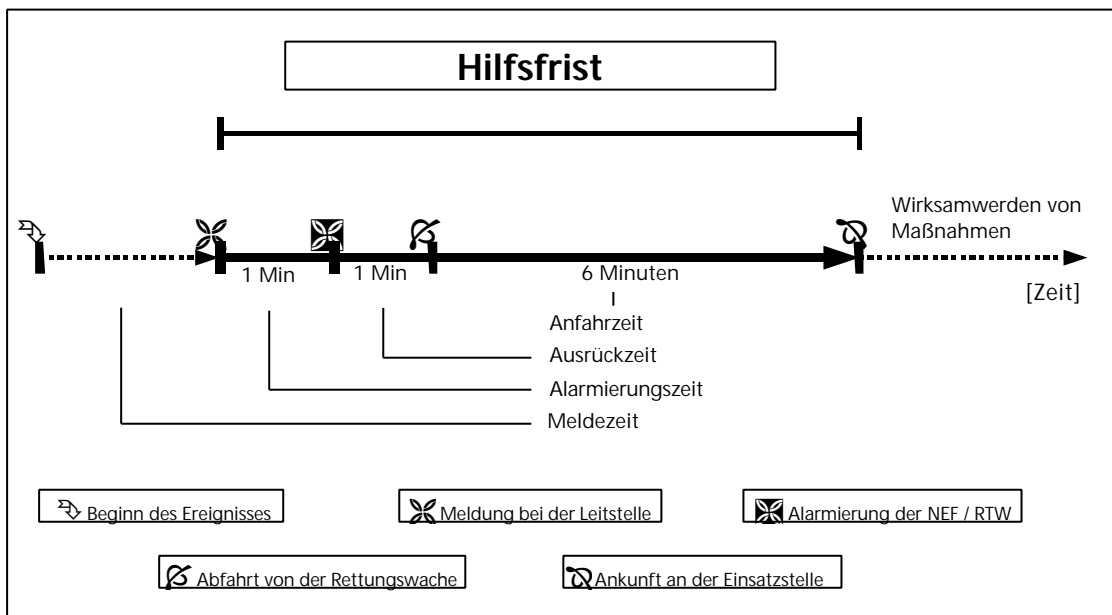 Hilfsfrist
Wirksamwerden von
Maßnahmen
1 Min
1 Min
6 Minuten
[Zeit]
Anfahrzeit
Ausrückzeit
Alarmierungszeit
Meldezeit
Beginn des Ereignisses
Meldung bei der Leitstelle
Alarmierung der NEF / RTW
Abfahrt von der Rettungswache
Ankunft an der Einsatzstelle